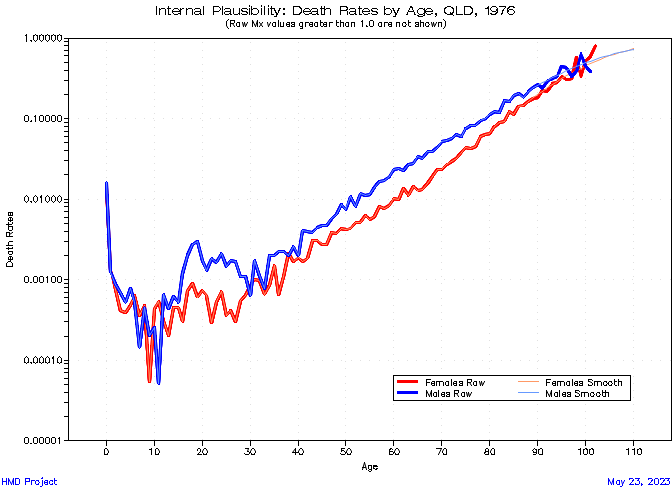 Internal Plausibility: Death Rates by Age, QLD, 1976
(Raw Mx values greater than 1.0 are not shown)
1.00000
0.10000
0.01000
0.00100
0.00010
0.00001
Death Rates
0 10 20 30 40 50 60 70 80 90 100 110
Age
Females Raw
Females Smooth
Males Raw
Males Smooth
HMD Project
May 23, 2023